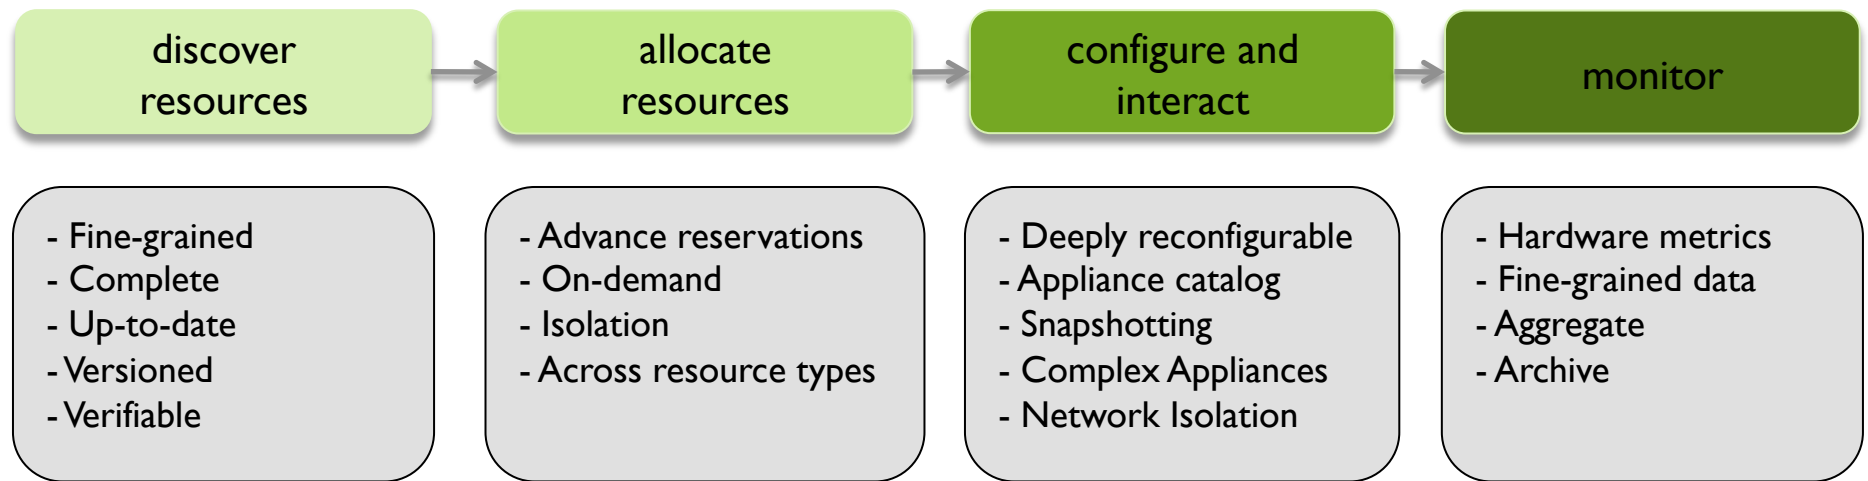 discover
resources
allocate
resources
configure and
interact
monitor
- Fine-grained
- Complete
- Up-to-date
- Versioned
- Verifiable
- Advance reservations
- On-demand
- Isolation
- Across resource types
- Deeply reconfigurable
- Appliance catalog
- Snapshotting
- Complex Appliances
- Network Isolation
- Hardware metrics
- Fine-grained data
- Aggregate
- Archive